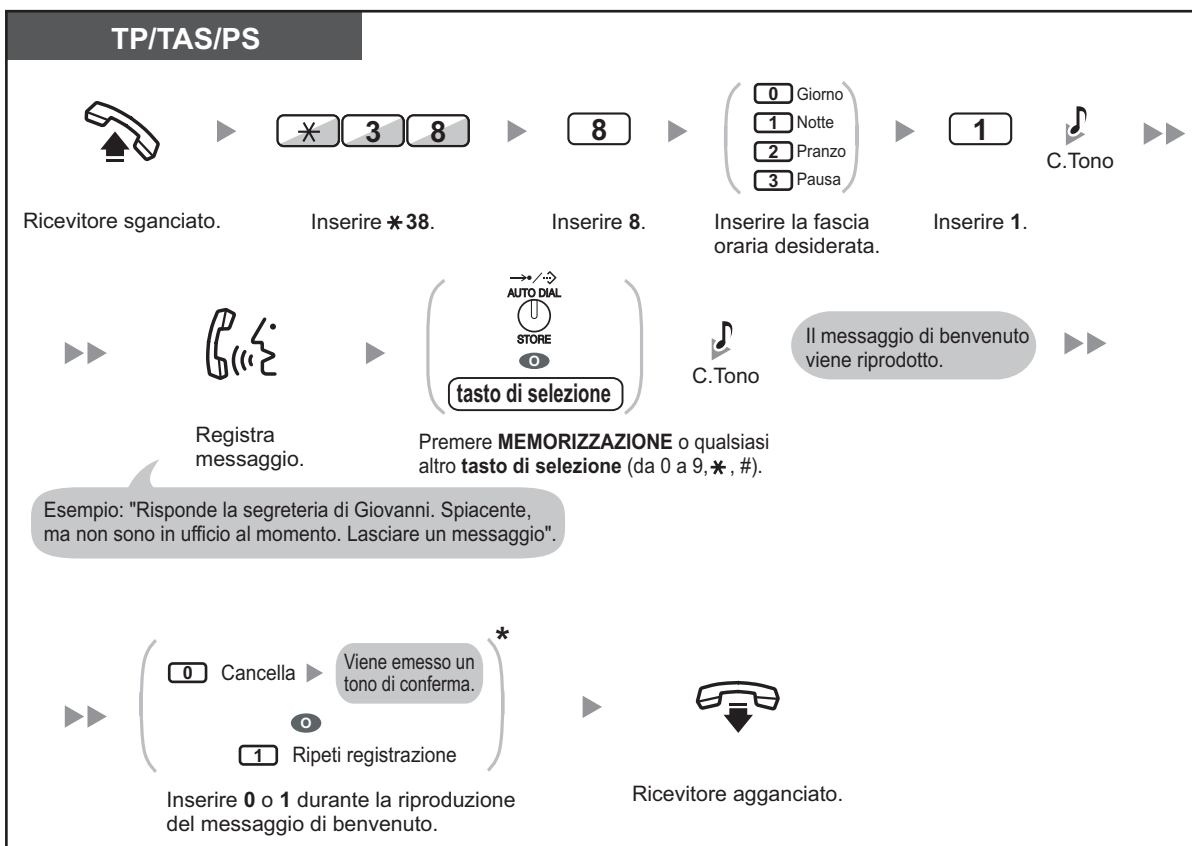 TP/TAS/PS
✳ 3 8
8
0 Giorno
1 Notte
2 Pranzo
3 Pausa
1
C.Tono
Ricevitore sganciato.
Inserire ✳38.
Inserire 8.
Inserire la fascia
oraria desiderata.
Inserire 1.
Registra
messaggio.
AUTO DIAL
STORE
O
tasto di selezione
C.Tono
Il messaggio di benvenuto
viene riprodotto.
Premere MEMORIZZAZIONE o qualsiasi
altro tasto di selezione (da 0 a 9,✳, #).
Esempio: "Risponde la segreteria di Giovanni. Spiacente,
ma non sono in ufficio al momento. Lasciare un messaggio".
0 Cancella
Viene emesso un
tono di conferma.
*
O
1 Ripeti registrazione
Inserire 0 o 1 durante la riproduzione
del messaggio di benvenuto.
Ricevitore agganciato.